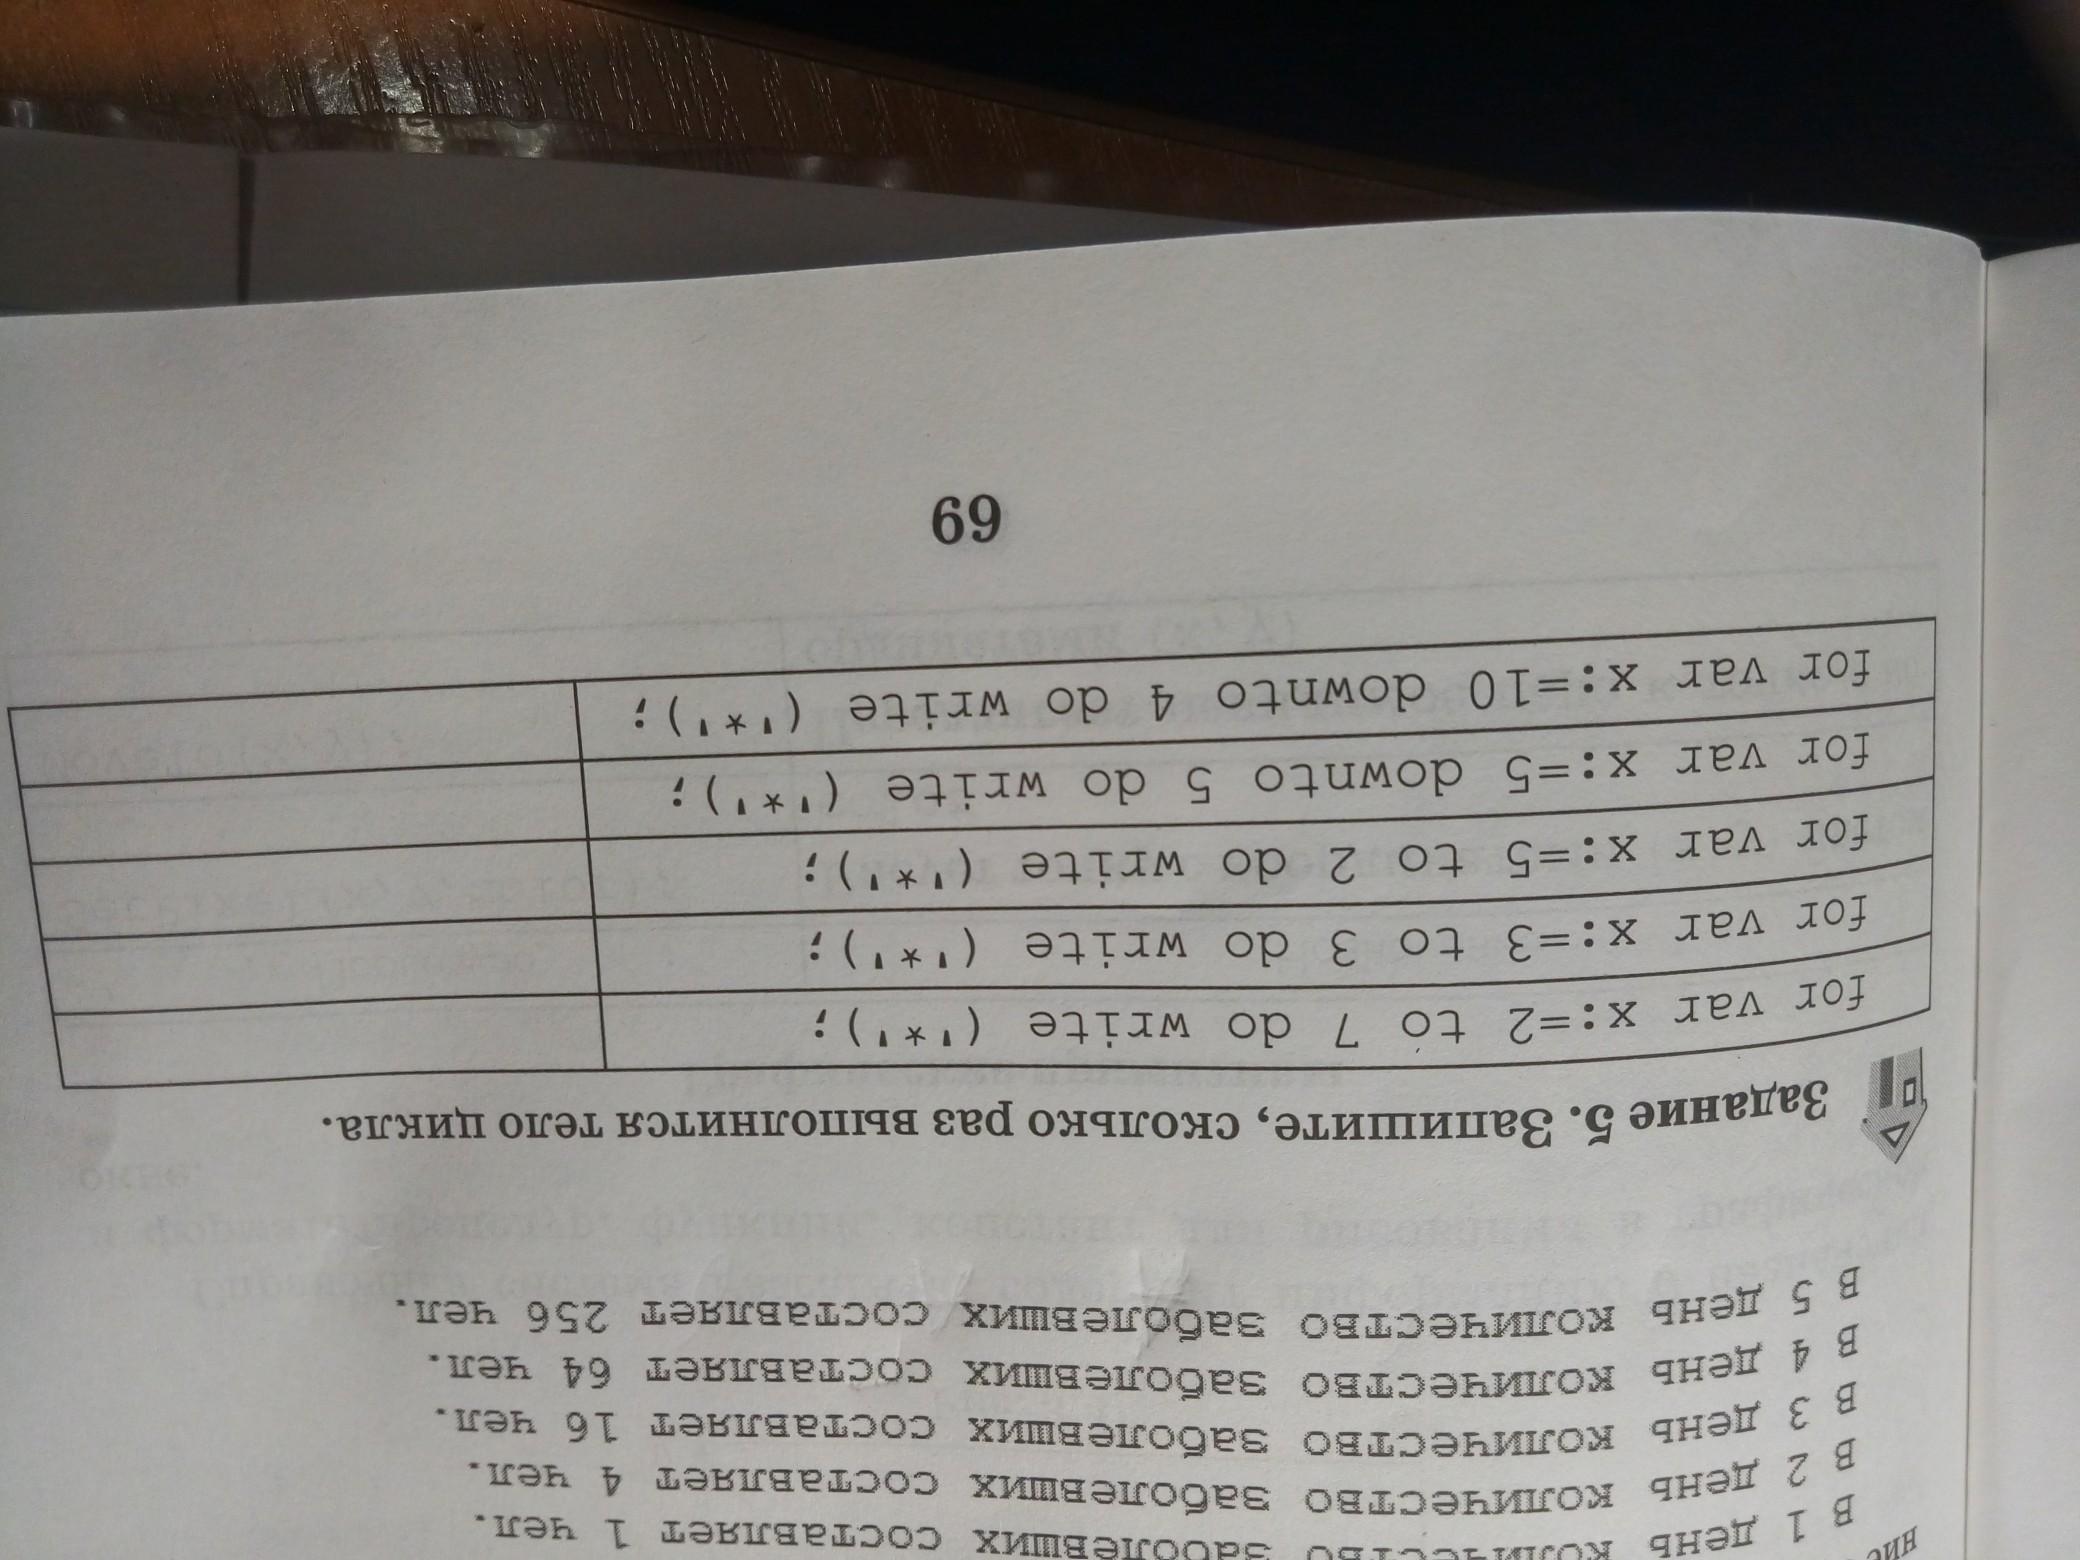 В 1 день количество заболевших составляет 1 чел.
В 2 день количество заболевших составляет 4 чел.
В 3 день количество заболевших составляет 16 чел.
В 4 день количество заболевших составляет 64 чел.
В 5 день количество заболевших составляет 256 чел.
Задание 5. Запишите, сколько раз выполнится тело цикла.
for var x:=2 to 7 do write ('*');
for var x:=3 to 3 do write ('*');
for var x:=5 to 2 do write ('*');
for var x:=5 downto 5 do write ('*');
for var x:=10 downto 4 do write ('*');
69